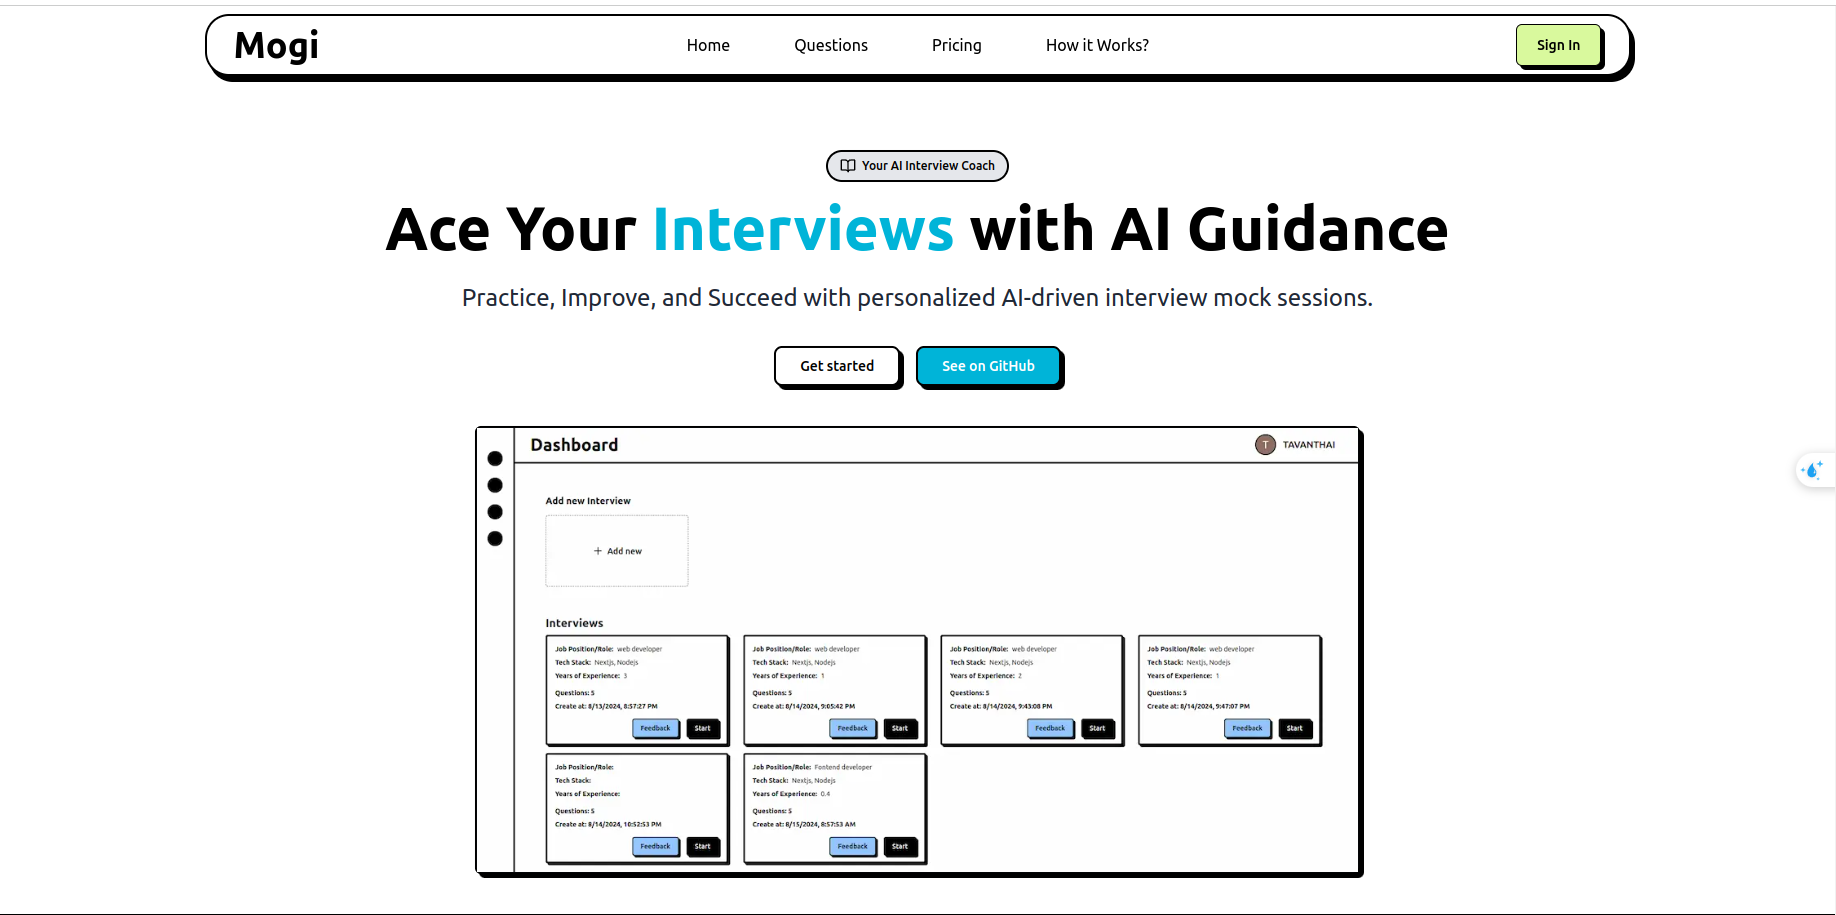 Mogi
Home Questions Pricing How it Works?
Sign In
Your AI Interview Coach
Ace Your Interviews with AI Guidance
Practice, Improve, and Succeed with personalized AI-driven interview mock sessions.
Get started See on GitHub
Dashboard
T TAVANTHAI
Add new Interview
+ Add new
Interviews
Job Position/Role: web developer
Tech Stack: Nextjs, Nodejs
Years of Experience: 3
Questions: 5
Create at: 8/13/2024, 8:57:27 PM
Feedback Start
Job Position/Role: web developer
Tech Stack: Nextjs, Nodejs
Years of Experience: 1
Questions: 5
Create at: 8/14/2024, 9:05:42 PM
Feedback Start
Job Position/Role: web developer
Tech Stack: Nextjs, Nodejs
Years of Experience: 2
Questions: 5
Create at: 8/14/2024, 9:43:08 PM
Feedback Start
Job Position/Role: web developer
Tech Stack: Nextjs, Nodejs
Years of Experience: 1
Questions: 5
Create at: 8/14/2024, 9:47:07 PM
Feedback Start
Job Position/Role:
Tech Stack:
Years of Experience:
Questions: 5
Create at: 8/14/2024, 10:52:53 PM
Feedback Start
Job Position/Role: Fontend developer
Tech Stack: Nextjs, Nodejs
Years of Experience: 0.4
Questions: 5
Create at: 8/15/2024, 8:57:53 AM
Feedback Start